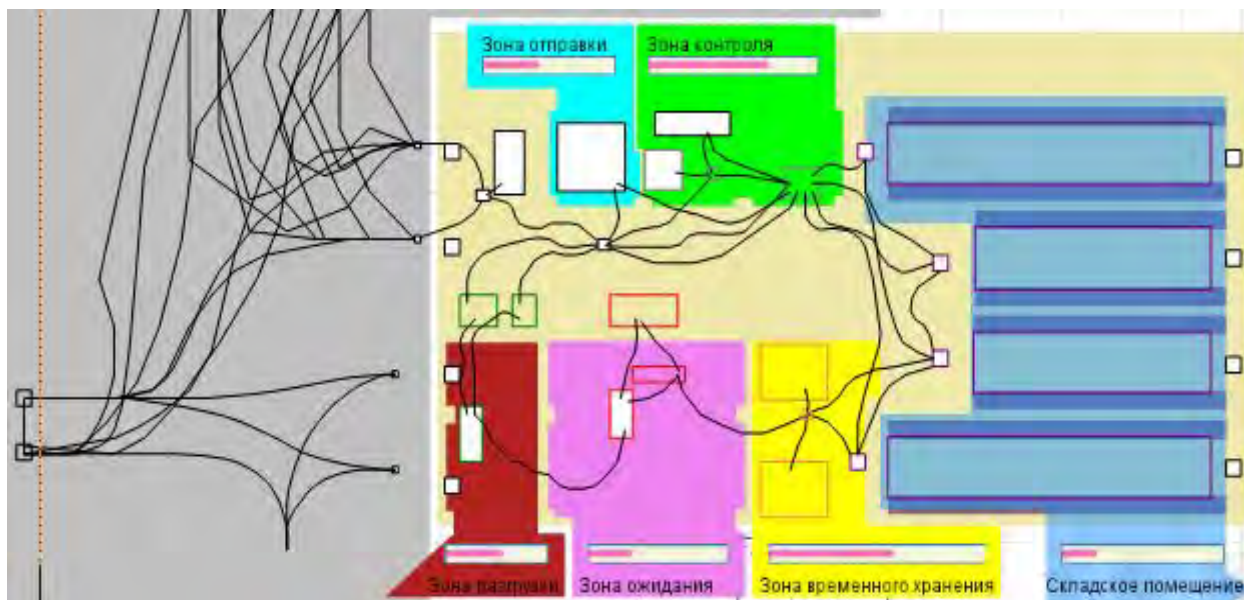 Зона отправки
Зона контроля
Зона разгрузки
Зона ожидания
Зона временного хранения
Складское помещение